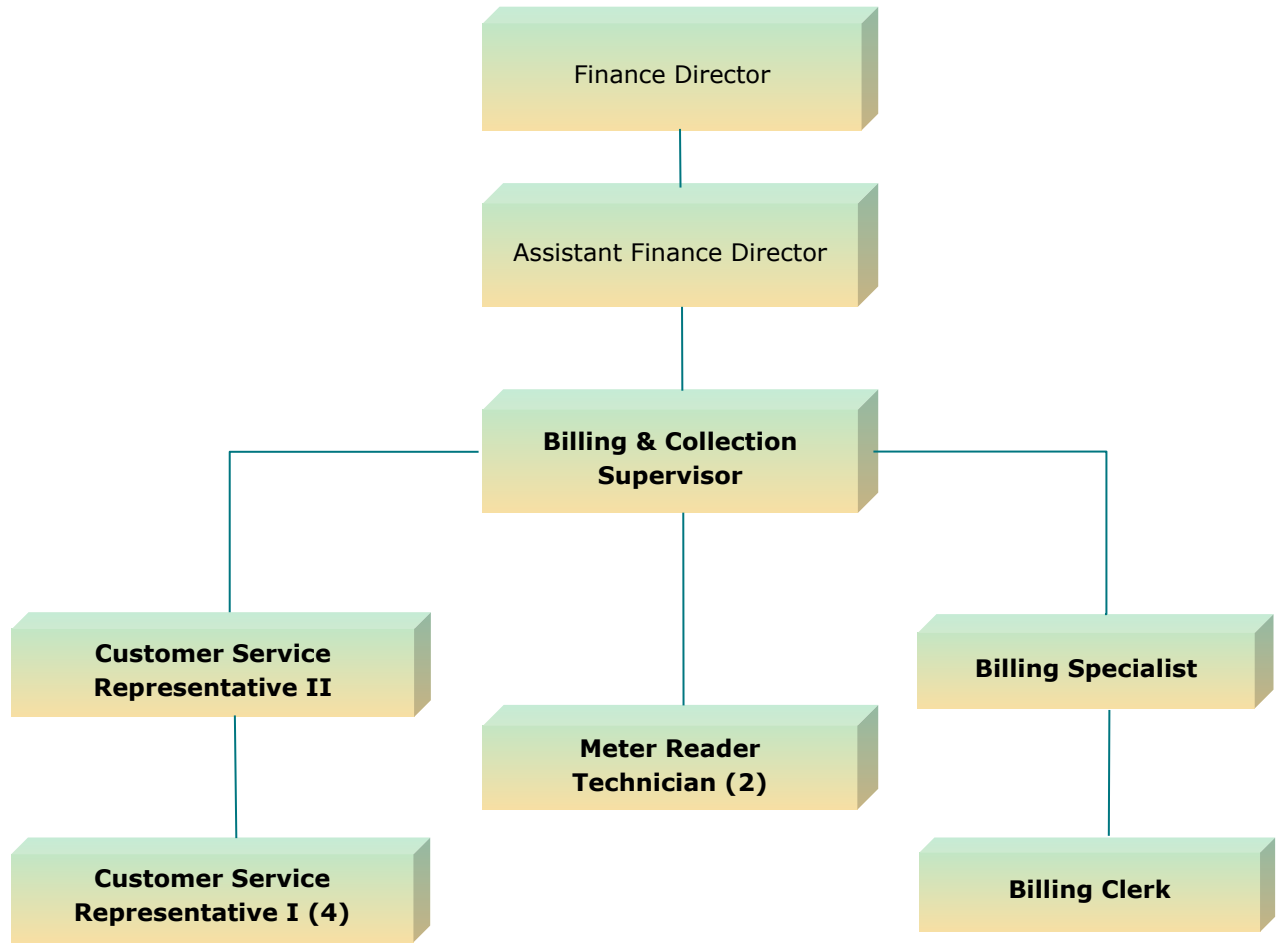 Finance Director
Assistant Finance Director
Billing & Collection
Supervisor
Customer Service
Representative II
Billing Specialist
Meter Reader
Technician (2)
Customer Service
Representative I (4)
Billing Clerk